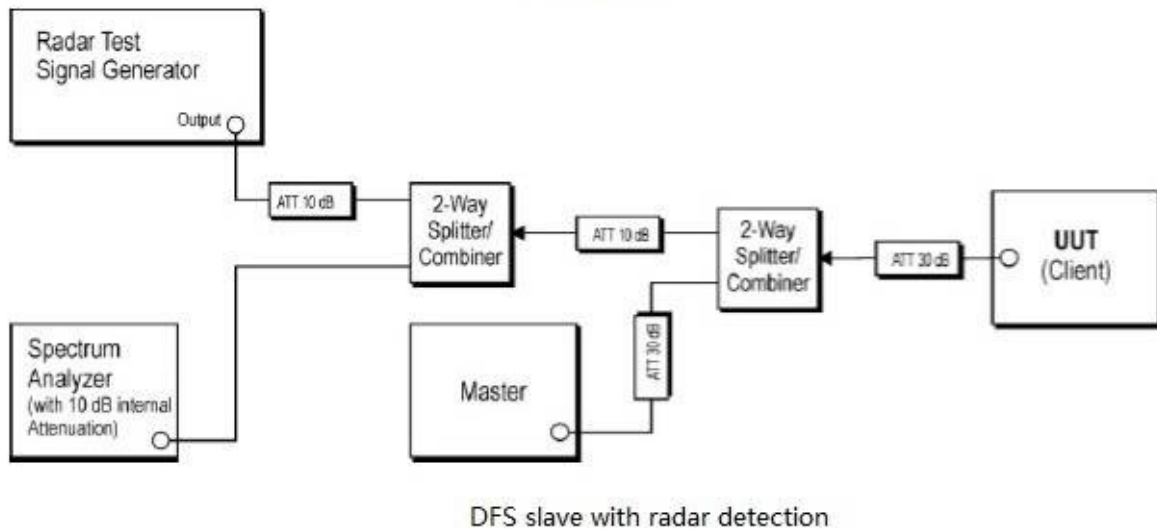 Radar Test
Signal Generator
Output
ATT 10 dB
2-Way
Splitter/
Combiner
ATT 10 dB
2-Way
Splitter/
Combiner
ATT 30 dB
UUT
(Client)
Spectrum
Analyzer
(with 10 dB internal
Attenuation)
Master
ATT 30 dB
DFS slave with radar detection